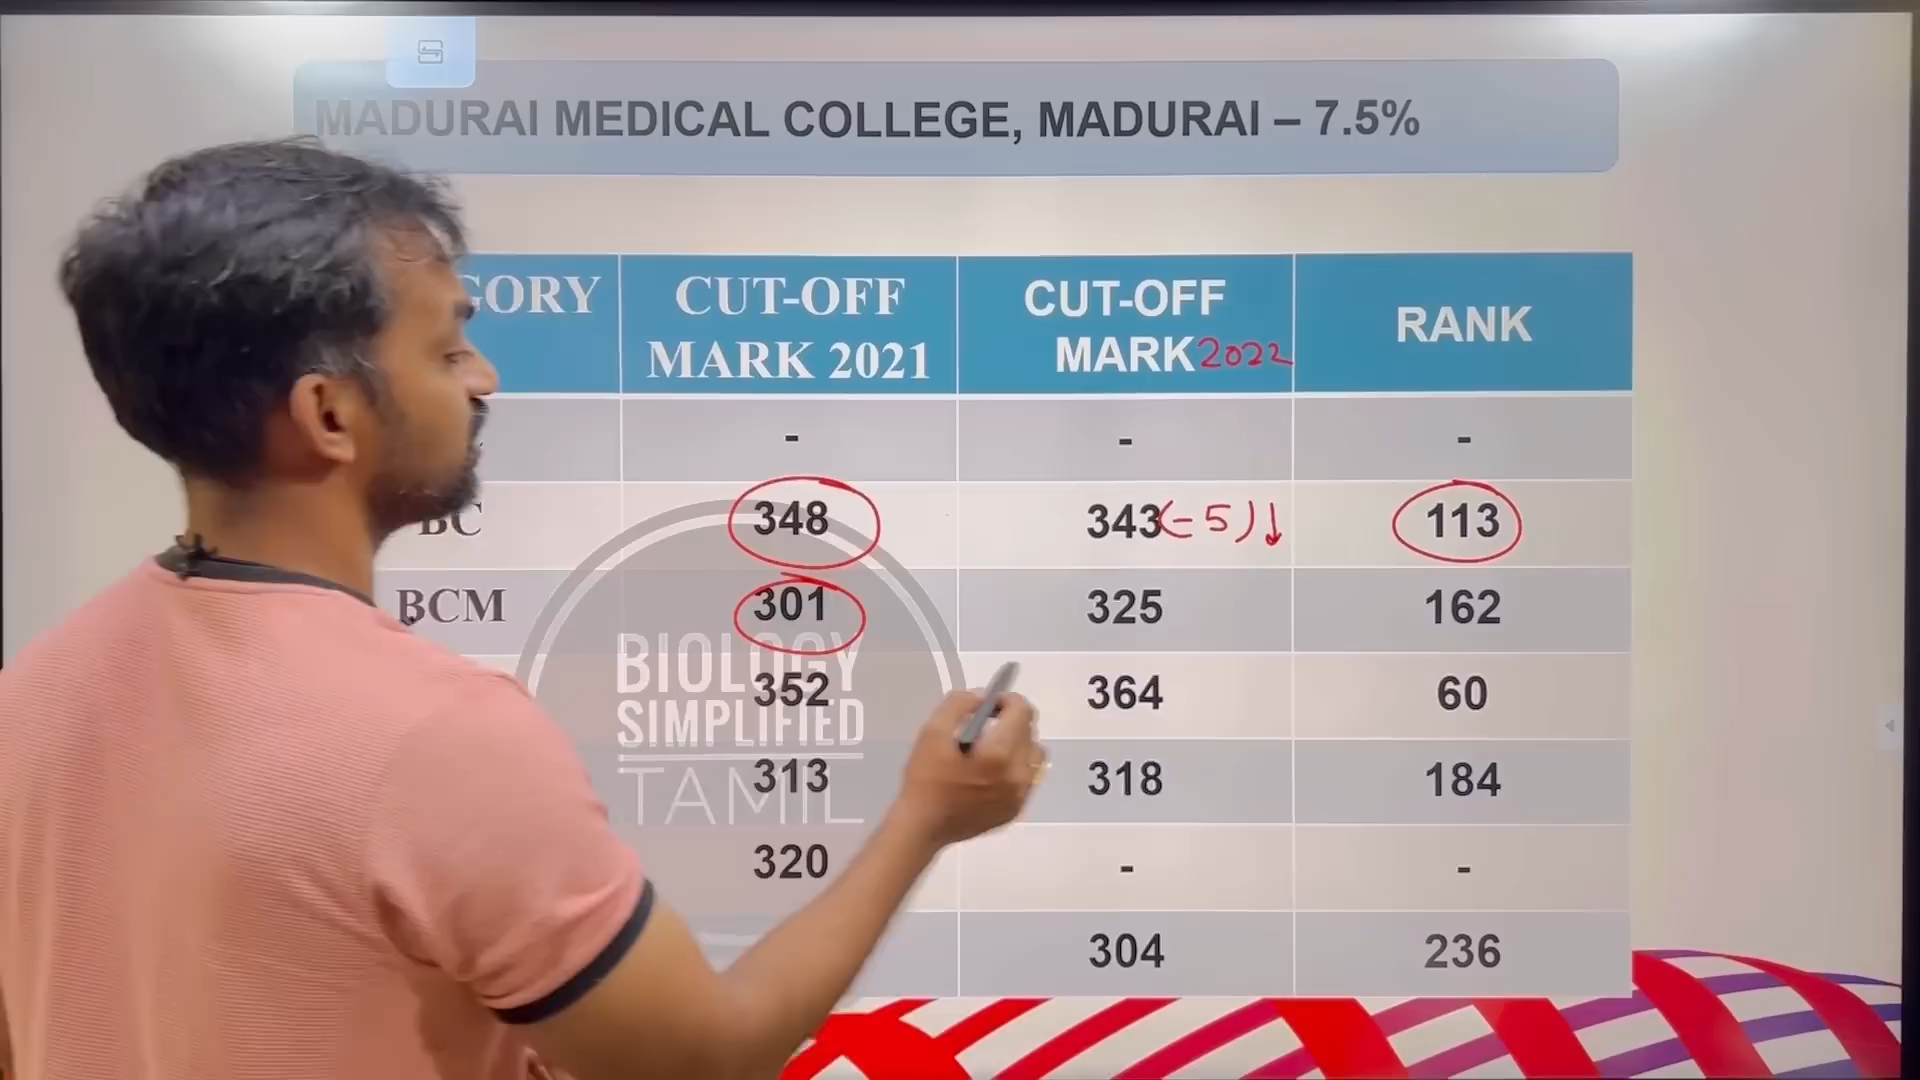 MADURAI MEDICAL COLLEGE, MADURAI – 7.5%
GORY
CUT-OFF
MARK 2021
CUT-OFF
MARK 2022
RANK
- - -
BC 348 343 (-5)↓ 113
BCM 301 325 162
352 364 60
313 318 184
320 - -
304 236
BIOLOGY
SIMPLIFIED
TAMIL